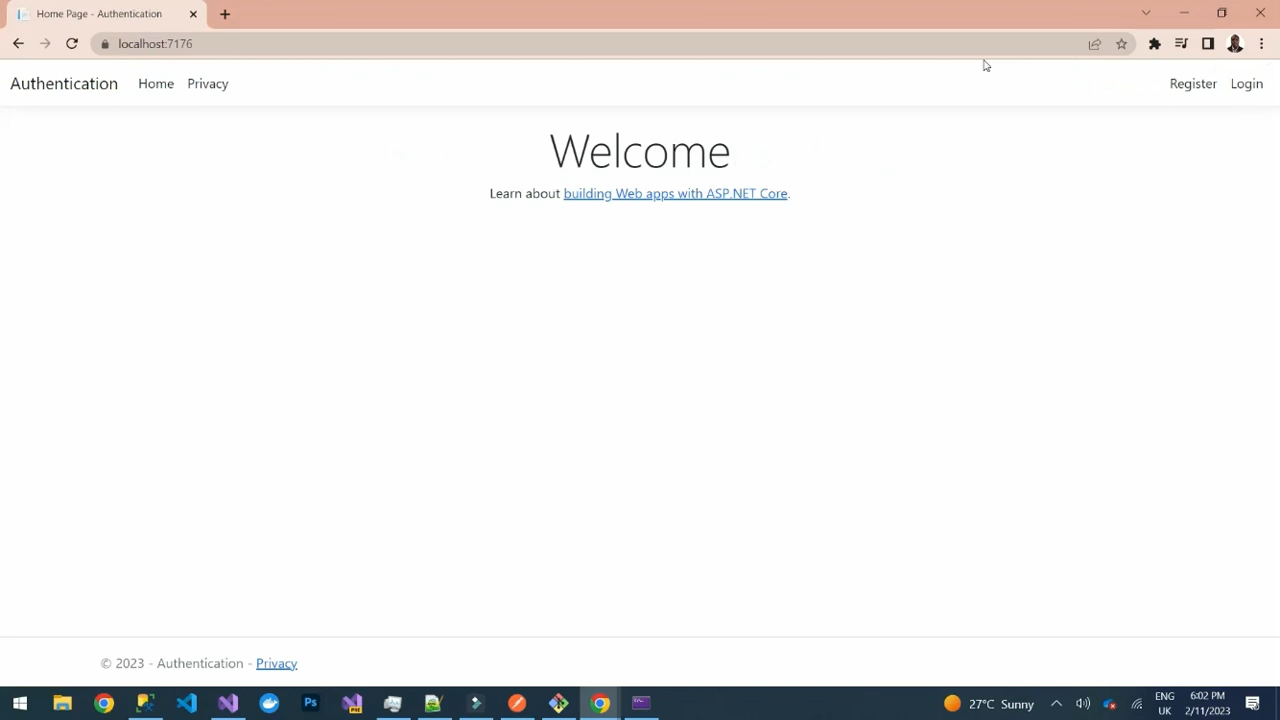 Home Page - Authentication
localhost:7176
Authentication Home Privacy Register Login
Welcome
Learn about building Web apps with ASP.NET Core.
© 2023 - Authentication - Privacy
Ps
27°C Sunny
ENG
UK
6:02 PM
2/11/2023